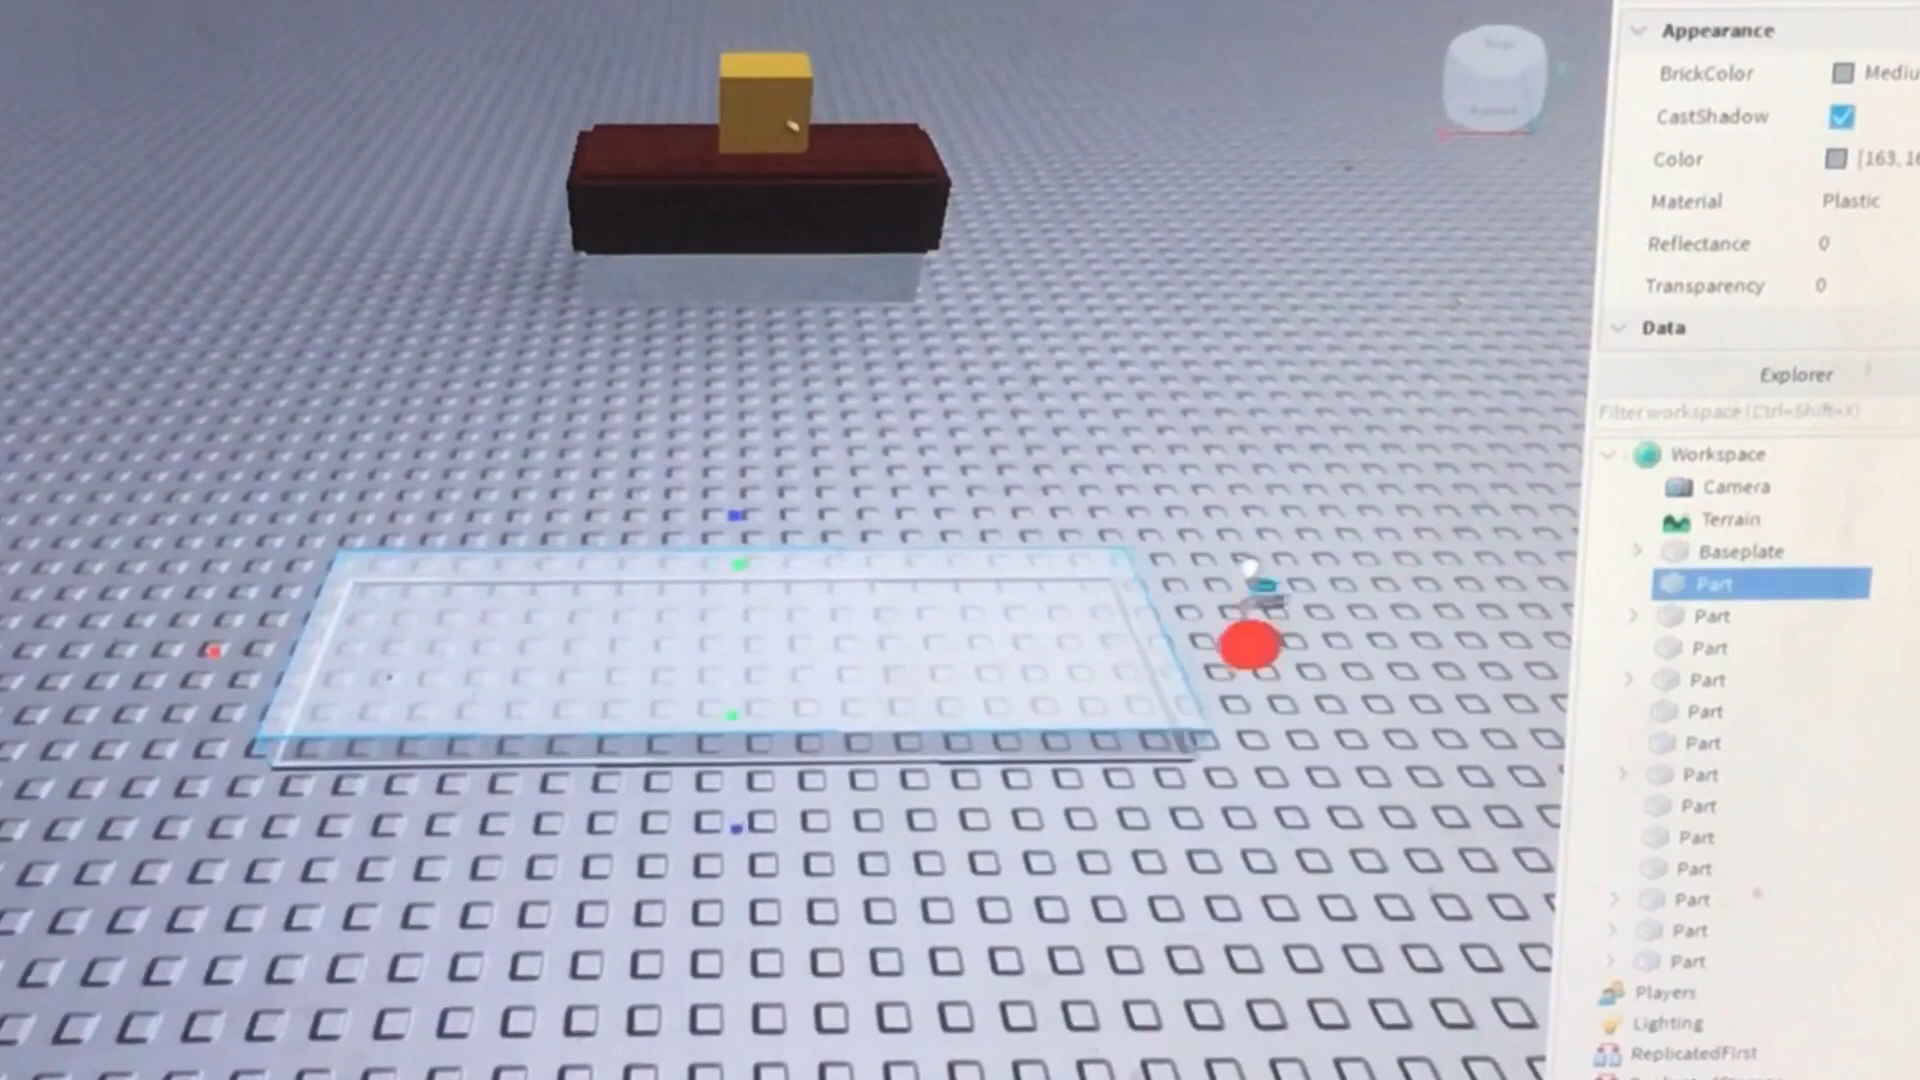 Appearance
BrickColor Mediu
CastShadow
Color [163, 16
Material Plastic
Reflectance 0
Transparency 0
Data
Explorer
Filter workspace (Ctrl+Shift+X)
Workspace
Camera
Terrain
Baseplate
Part
Part
Part
Part
Part
Part
Part
Part
Part
Part
Part
Part
Part
Players
Lighting
ReplicatedFirst